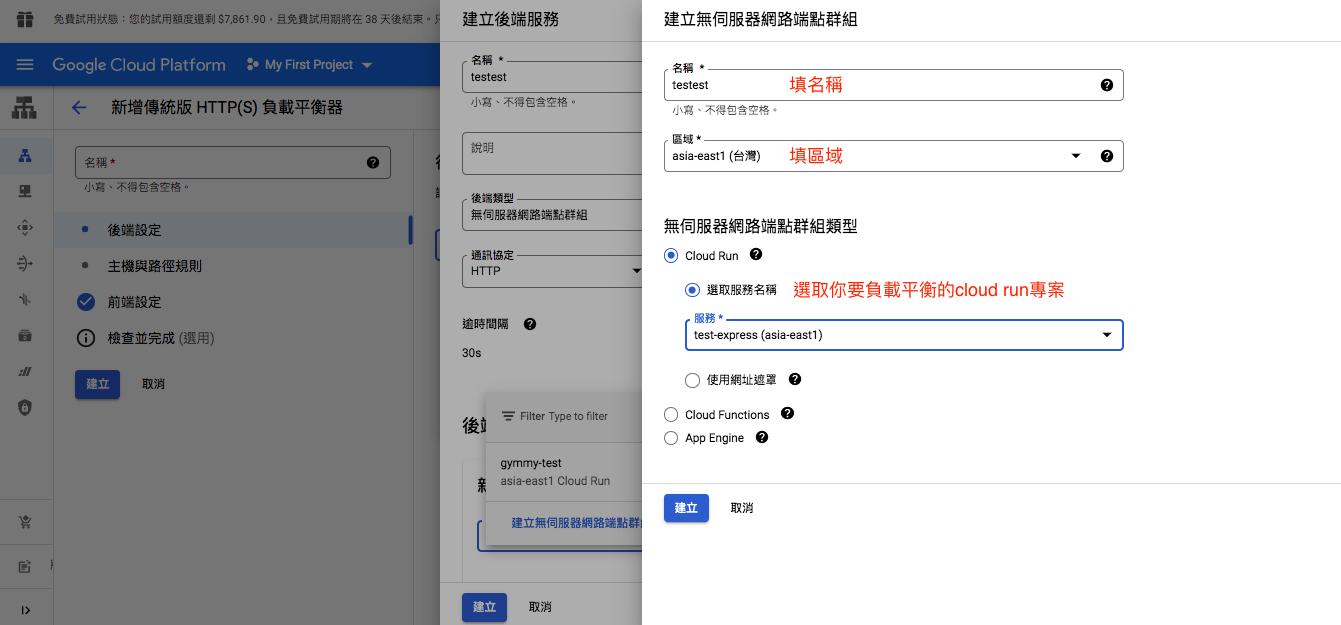 免費試用狀態：您的試用額度還剩 $7,861.90，且免費試用期將在 38 天後結束。
Google Cloud Platform
My First Project
新增傳統版 HTTP(S) 負載平衡器
名稱 *
小寫、不得包含空格。
後端設定
主機與路徑規則
前端設定
檢查並完成 (選用)
建立 取消
建立後端服務
名稱 *
testest
小寫、不得包含空格。
說明
後端類型
無伺服器網路端點群組
通訊協定
HTTP
逾時間隔
30s
Filter Type to filter
gymmy-test
asia-east1 Cloud Run
建立無伺服器網路端點群
建立 取消
建立無伺服器網路端點群組
名稱 *
testest 填名稱
小寫、不得包含空格。
區域 *
asia-east1 (台灣) 填區域
無伺服器網路端點群組類型
Cloud Run
選取服務名稱 選取你要負載平衡的cloud run專案
服務 *
test-express (asia-east1)
使用網址遮罩
Cloud Functions
App Engine
建立 取消